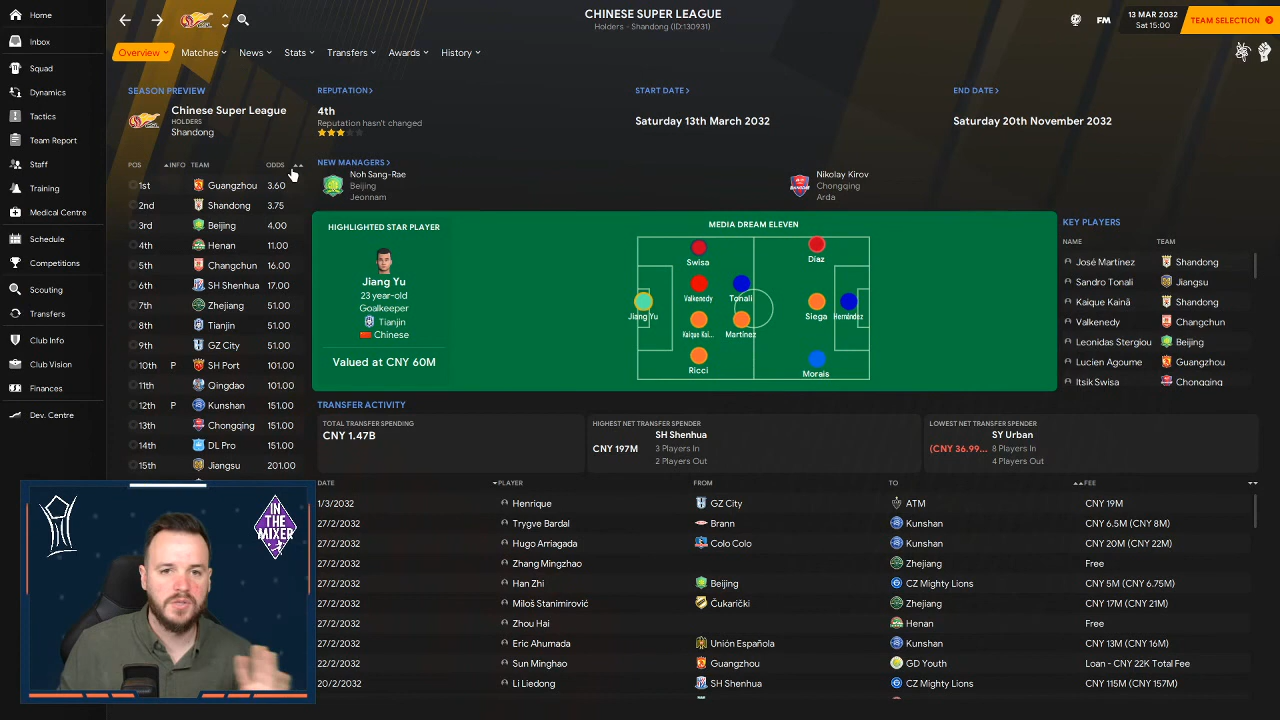 Home
Inbox
Squad
Dynamics
Tactics
Team Report
Staff
Training
Medical Centre
Schedule
Competitions
Scouting
Transfers
Club Info
Club Vision
Finances
Dev. Centre
CHINESE SUPER LEAGUE
Holders - Shandong (ID:130931)
FM
13 MAR 2032
Sat 15:00
TEAM SELECTION
Overview Matches News Stats Transfers Awards History
SEASON PREVIEW
Chinese Super League
HOLDERS
Shandong
REPUTATION
4th
Reputation hasn't changed
START DATE
Saturday 13th March 2032
END DATE
Saturday 20th November 2032
POS INFO TEAM ODDS
1st Guangzhou 3.60
2nd Shandong 3.75
3rd Beijing 4.00
4th Henan 11.00
5th Changchun 16.00
6th SH Shenhua 17.00
7th Zhejiang 51.00
8th Tianjin 51.00
9th GZ City 51.00
10th P SH Port 101.00
11th Qingdao 101.00
12th P Kunshan 151.00
13th Chongqing 151.00
14th DL Pro 151.00
15th Jiangsu 201.00
NEW MANAGERS
Noh Sang-Rae
Beijing
Jeonnam
Nikolay Kirov
Chongqing
Arda
HIGHLIGHTED STAR PLAYER
Jiang Yu
23 year-old
Goalkeeper
Tianjin
Chinese
Valued at CNY 60M
MEDIA DREAM ELEVEN
Swisa
Diaz
Valkenedy
Tonali
Jiang Yu
Siega
Hernández
Kaique Kai...
Martínez
Ricci
Morais
KEY PLAYERS
NAME TEAM
José Martínez Shandong
Sandro Tonali Jiangsu
Kaique Kainã Shandong
Valkenedy Changchun
Leonidas Stergiou Beijing
Lucien Agoume Guangzhou
Itsik Swisa Chongqing
TRANSFER ACTIVITY
TOTAL TRANSFER SPENDING
CNY 1.47B
HIGHEST NET TRANSFER SPENDER
CNY 197M
SH Shenhua
3 Players In
2 Players Out
LOWEST NET TRANSFER SPENDER
(CNY 36.99...
SY Urban
8 Players In
4 Players Out
DATE PLAYER FROM TO FEE
1/3/2032 Henrique GZ City ATM CNY 19M
27/2/2032 Trygve Bardal Brann Kunshan CNY 6.5M (CNY 8M)
27/2/2032 Hugo Arriagada Colo Colo Kunshan CNY 20M (CNY 22M)
27/2/2032 Zhang Mingzhao Zhejiang Free
27/2/2032 Han Zhi Beijing CZ Mighty Lions CNY 5M (CNY 6.75M)
27/2/2032 Miloš Stanimirović Čukarički Zhejiang CNY 17M (CNY 21M)
27/2/2032 Zhou Hai Henan Free
27/2/2032 Eric Ahumada Unión Española Kunshan CNY 13M (CNY 16M)
22/2/2032 Sun Minghao Guangzhou GD Youth Loan - CNY 22K Total Fee
20/2/2032 Li Liedong SH Shenhua CZ Mighty Lions CNY 115M (CNY 157M)
IN THE MIXER